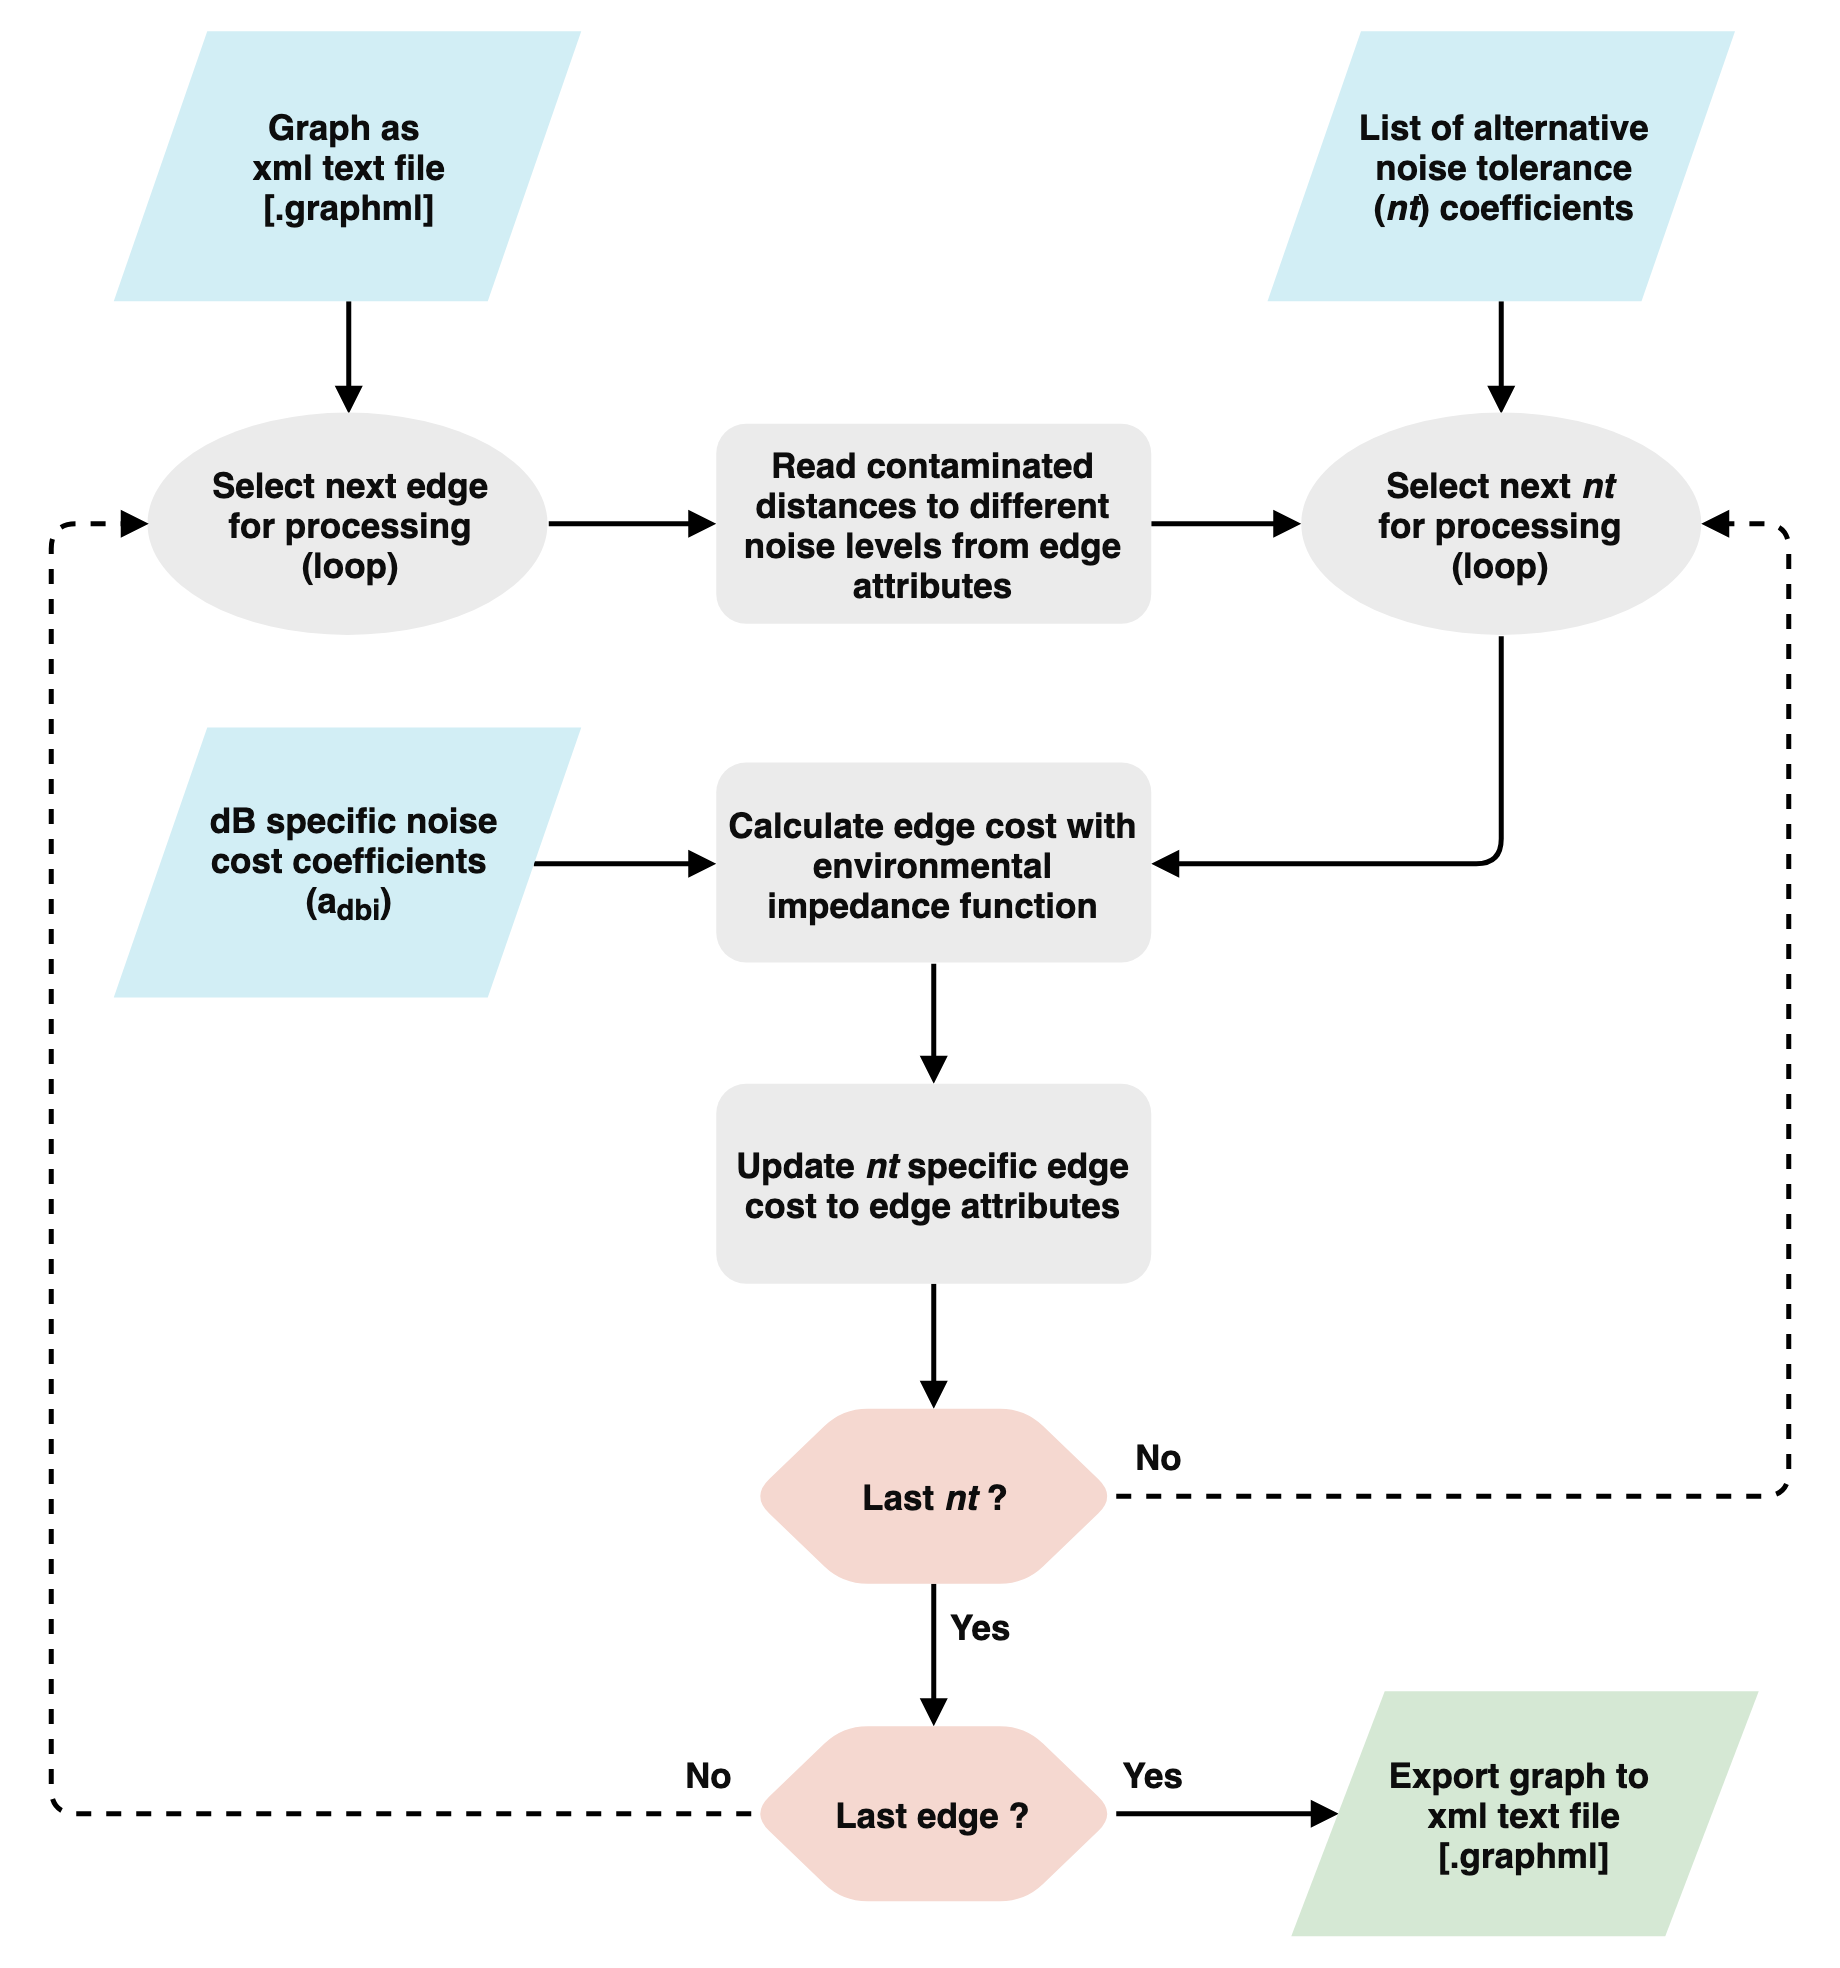 Graph as
xml text file
[.graphml]
List of alternative
noise tolerance
(nt) coefficients
Select next edge
for processing
(loop)
Read contaminated
distances to different
noise levels from edge
attributes
Select next nt
for processing
(loop)
dB specific noise
cost coefficients
(adbi)
Calculate edge cost with
environmental
impedance function
Update nt specific edge
cost to edge attributes
Last nt ?
No
Yes
Last edge ?
No
Yes
Export graph to
xml text file
[.graphml]